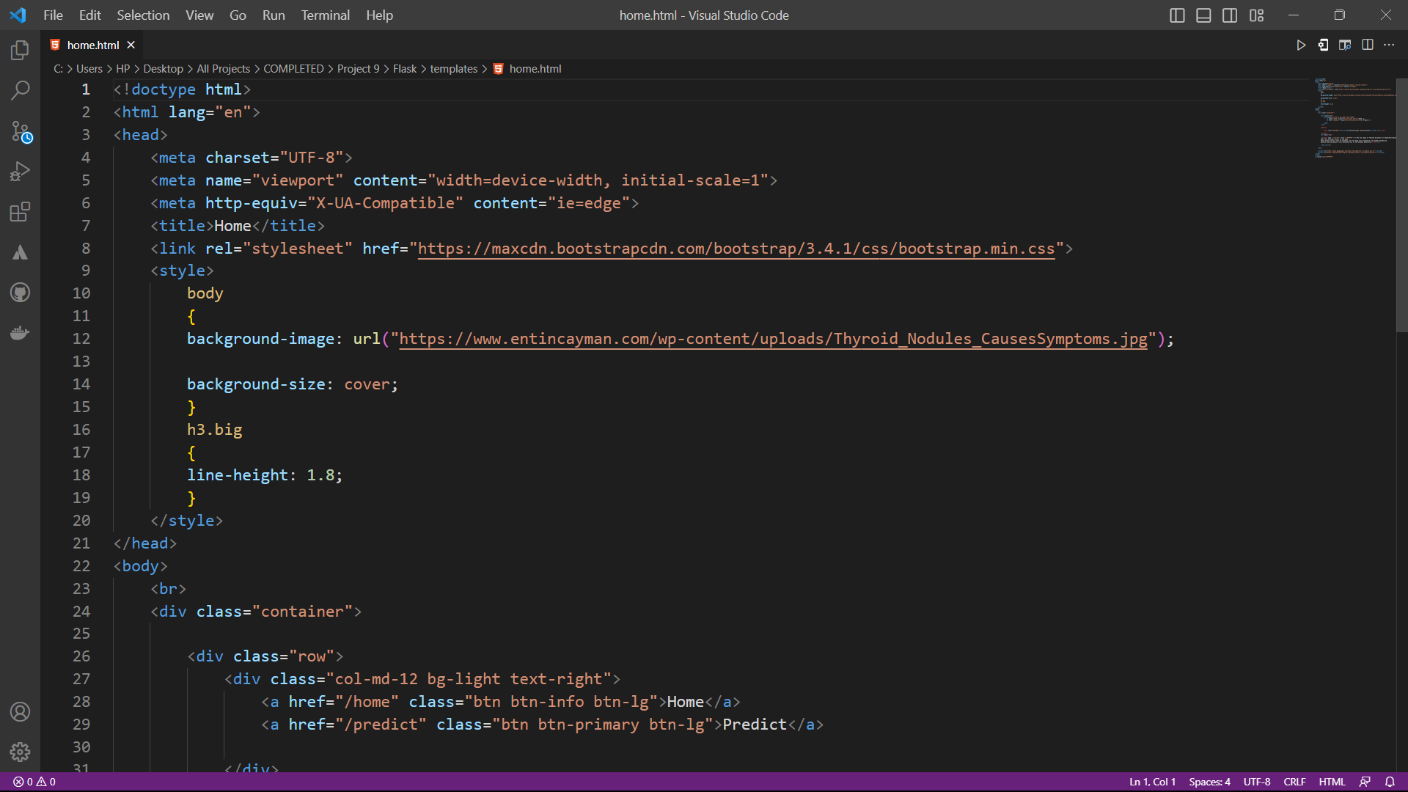 File Edit Selection View Go Run Terminal Help home.html - Visual Studio Code
home.html
C: > Users > HP > Desktop > All Projects > COMPLETED > Project 9 > Flask > templates > home.html
1 <!doctype html>
2 <html lang="en">
3 <head>
4 <meta charset="UTF-8">
5 <meta name="viewport" content="width=device-width, initial-scale=1">
6 <meta http-equiv="X-UA-Compatible" content="ie=edge">
7 <title>Home</title>
8 <link rel="stylesheet" href="https://maxcdn.bootstrapcdn.com/bootstrap/3.4.1/css/bootstrap.min.css">
9 <style>
10 body
11 {
12 background-image: url("https://www.entincayman.com/wp-content/uploads/Thyroid_Nodules_CausesSymptoms.jpg");
13
14 background-size: cover;
15 }
16 h3.big
17 {
18 line-height: 1.8;
19 }
20 </style>
21 </head>
22 <body>
23 <br>
24 <div class="container">
25
26 <div class="row">
27 <div class="col-md-12 bg-light text-right">
28 <a href="/home" class="btn btn-info btn-lg">Home</a>
29 <a href="/predict" class="btn btn-primary btn-lg">Predict</a>
30
31 </div>
0 0 Ln 1, Col 1 Spaces: 4 UTF-8 CRLF HTML